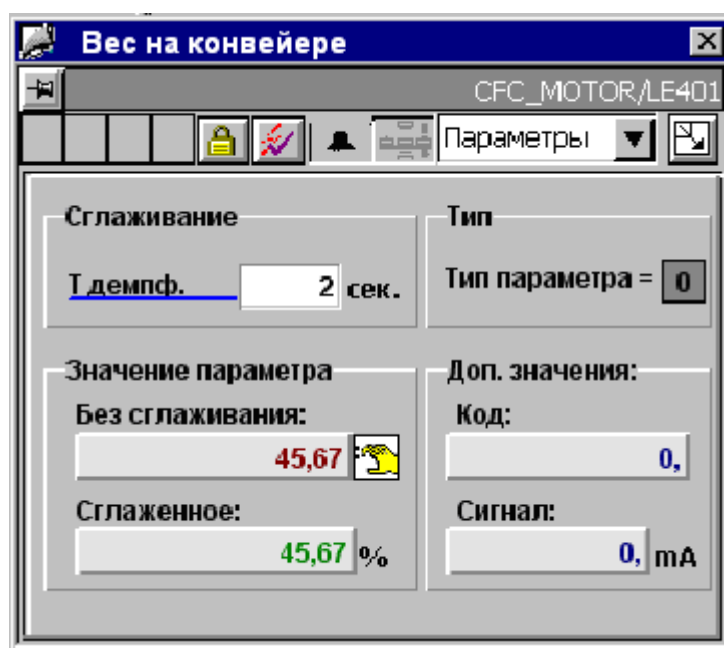 Вес на конвейере
CFC_MOTOR/LE401
Параметры
Сглаживание
Т демпф. 2 сек.
Тип
Тип параметра = 0
Значение параметра
Без сглаживания:
45,67
Сглаженное:
45,67 %
Доп. значения:
Код:
0,
Сигнал:
0, mA